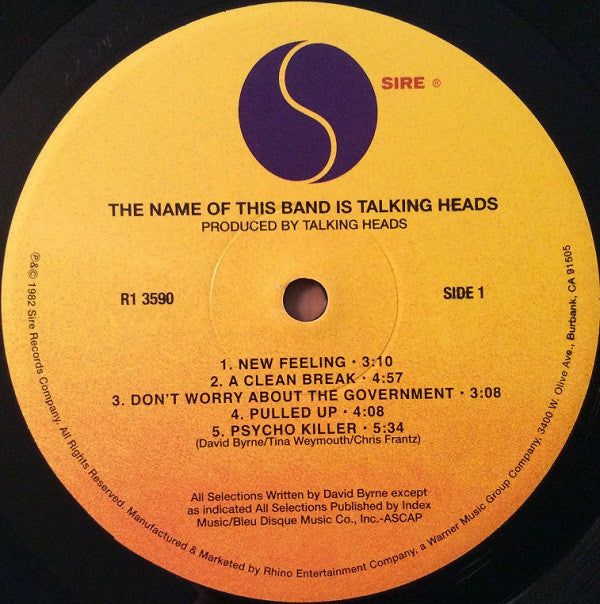 SIRE ®
THE NAME OF THIS BAND IS TALKING HEADS
PRODUCED BY TALKING HEADS
R1 3590
SIDE 1
1. NEW FEELING · 3:10
2. A CLEAN BREAK · 4:57
3. DON'T WORRY ABOUT THE GOVERNMENT · 3:08
4. PULLED UP · 4:08
5. PSYCHO KILLER · 5:34
(David Byrne/Tina Weymouth/Chris Frantz)
All Selections Written by David Byrne except
as indicated All Selections Published by Index
Music/Bleu Disque Music Co., Inc.-ASCAP
℗&© 1982 Sire Records Company. All Rights Reserved. Manufactured & Marketed by Rhino Entertainment Company, a Warner Music Group Company, 3400 W. Olive Ave., Burbank, CA 91505